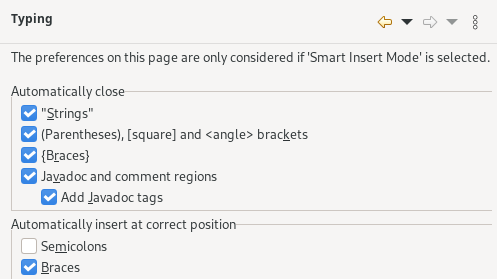 Typing
The preferences on this page are only considered if 'Smart Insert Mode' is selected.
Automatically close
"Strings"
(Parentheses), [square] and <angle> brackets
{Braces}
Javadoc and comment regions
Add Javadoc tags
Automatically insert at correct position
Semicolons
Braces